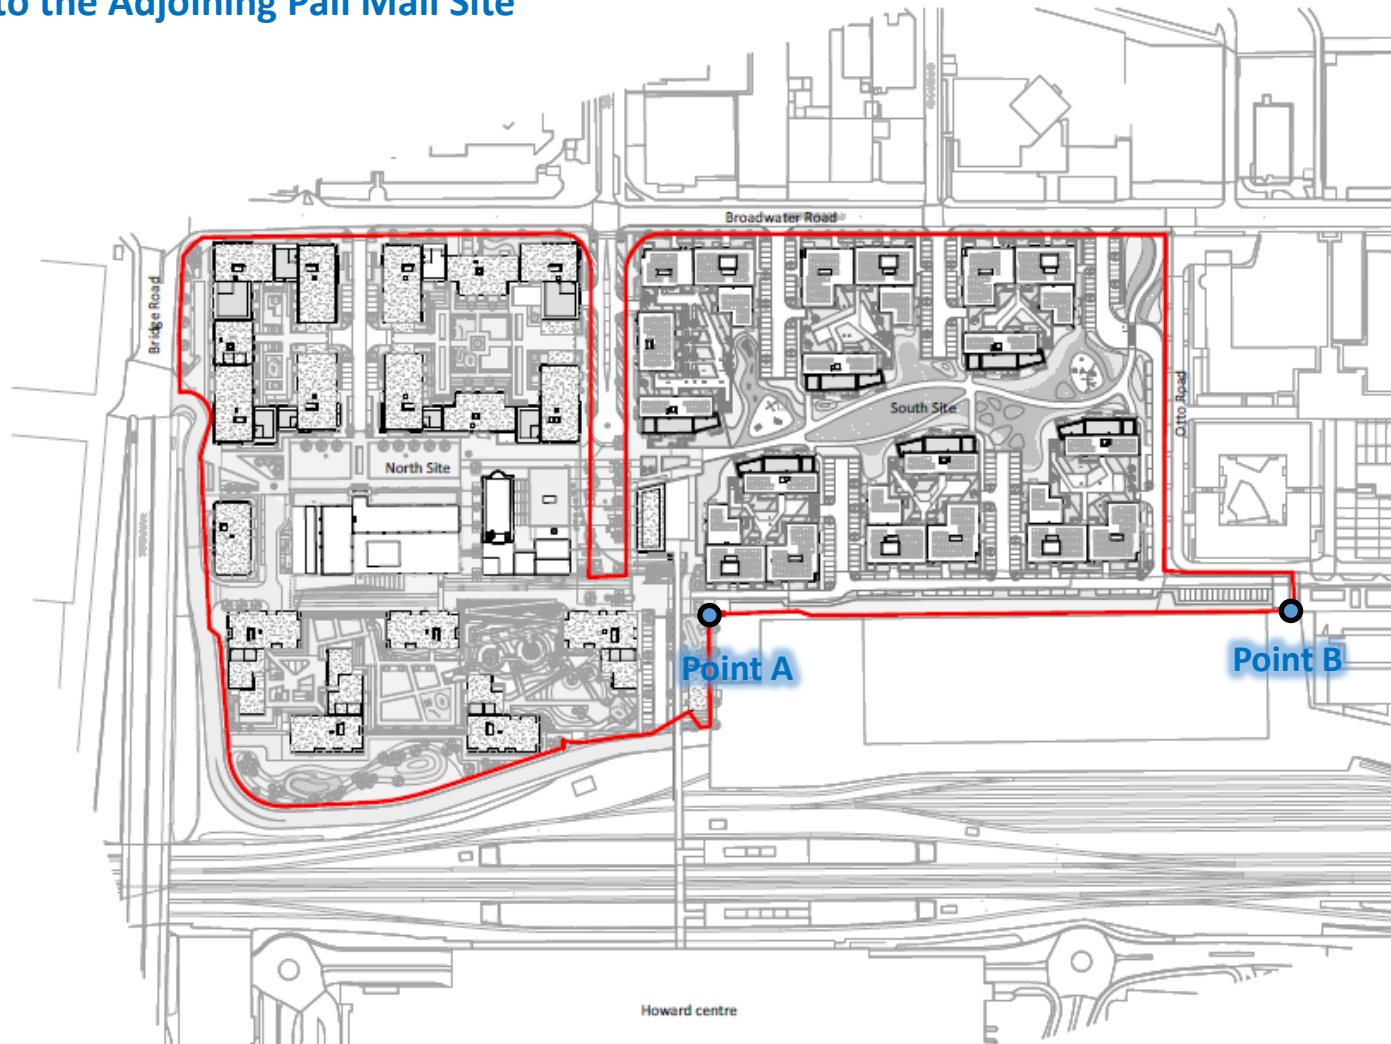 to the Adjoining Pall Mall Site
Broadwater Road
Bridge Road
South Site
Otto Road
North Site
Point A
Point B
Howard centre